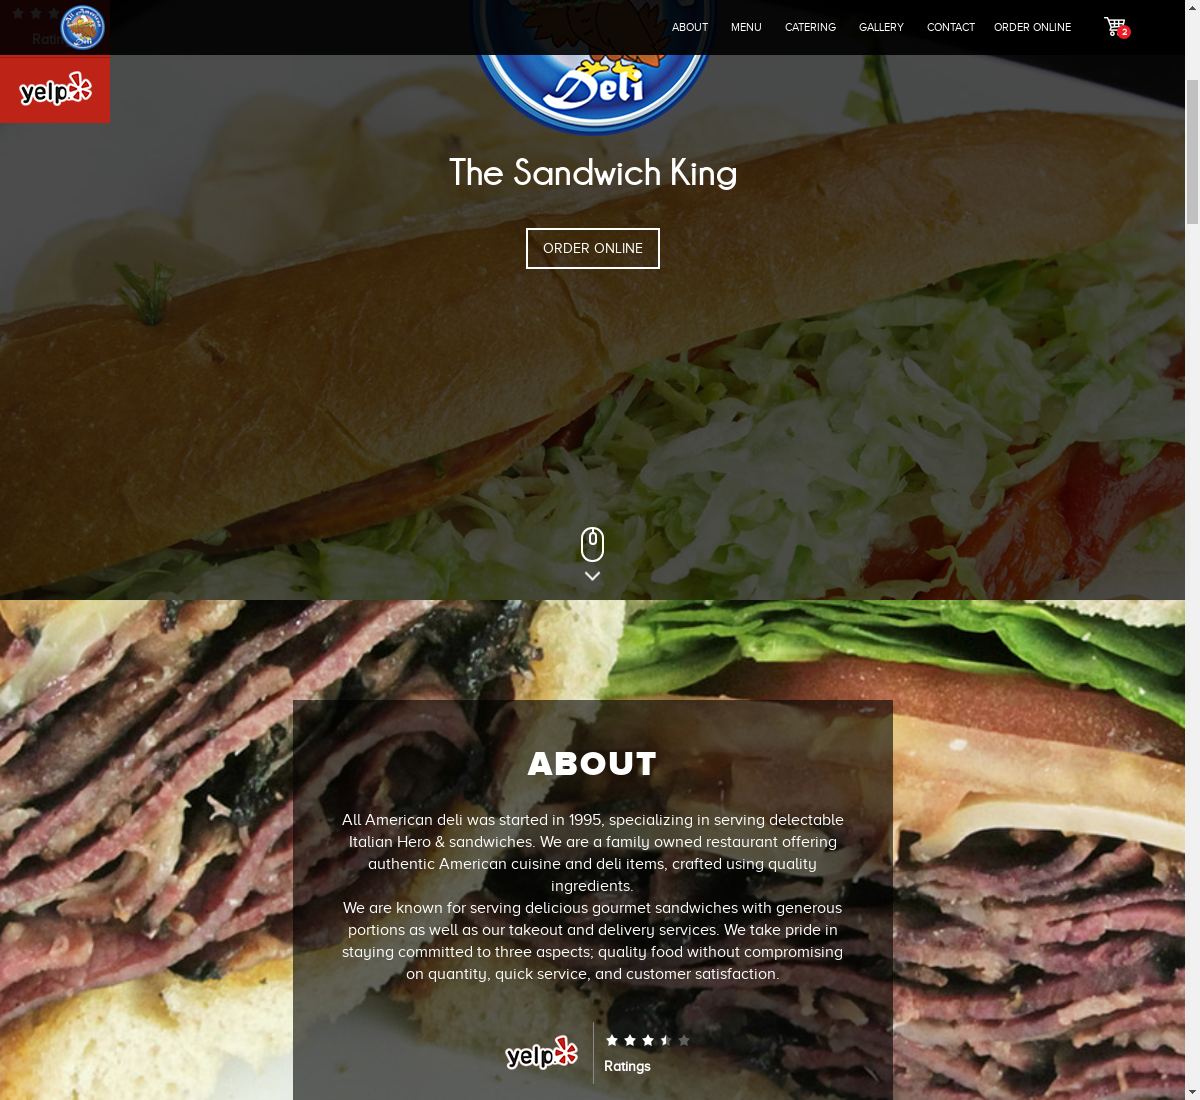 All American
Deli
ABOUT MENU CATERING GALLERY CONTACT ORDER ONLINE 2
yelp
Deli
The Sandwich King
ORDER ONLINE
ABOUT
All American deli was started in 1995, specializing in serving delectable
Italian Hero & sandwiches. We are a family owned restaurant offering
authentic American cuisine and deli items, crafted using quality
ingredients.
We are known for serving delicious gourmet sandwiches with generous
portions as well as our takeout and delivery services. We take pride in
staying committed to three aspects; quality food without compromising
on quantity, quick service, and customer satisfaction.
yelp
Ratings